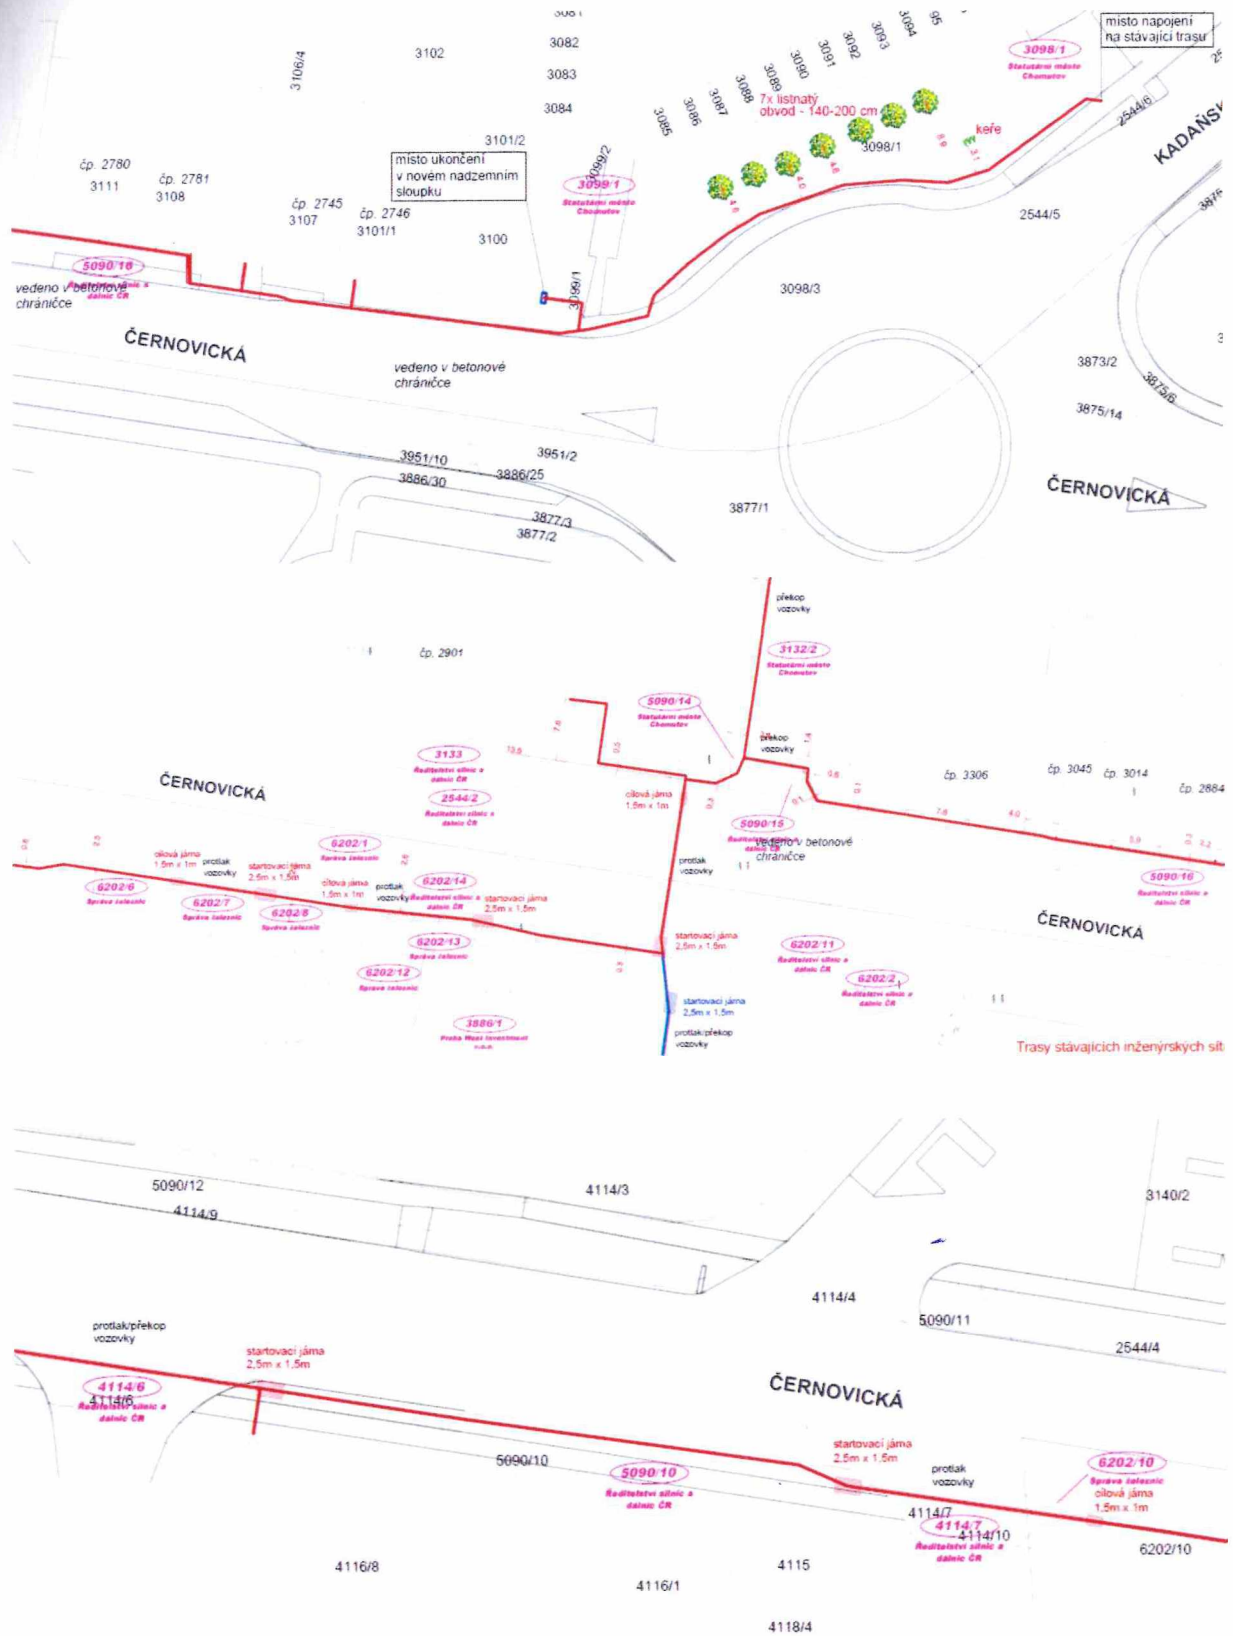 3081
3082
3083
3084
3102
3106/4
3101/2
3085
3086
3087
3088
3089
3090
3091
3092
3093
3094
95
7x listnatý
obvod - 140-200 cm
3098/1
Statutární město
Chomutov
místo napojení
na stávající trasu
2544/6
KADAŇSK
keře
3098/1
místo ukončení
v novém nadzemním
sloupku
3099/2
3099/1
Statutární město
Chomutov
čp. 2780
3111
čp. 2781
3108
čp. 2745
3107
čp. 2746
3101/1
3100
2544/5
5090/16
Ředitelství silnic a
dálnic ČR
vedeno v betonové
chráničce
3099/1
3098/3
ČERNOVICKÁ
vedeno v betonové
chráničce
3873/2
3875/6
3875/14
3951/10
3951/2
3886/30
3886/25
3877/3
3877/2
3877/1
ČERNOVICKÁ
překop
vozovky
čp. 2901
3132/2
Statutární město
Chomutov
5090/14
Statutární město
Chomutov
překop
vozovky
3133
Ředitelství silnic a
dálnic ČR
ČERNOVICKÁ
2544/2
Ředitelství silnic a
dálnic ČR
cílová jáma
1,5m x 1m
čp. 3306
čp. 3045
čp. 3014
čp. 2884
5090/15
Ředitelství silnic a
dálnic ČR
vedeno v betonové
chráničce
6202/1
Správa železnic
cílová jáma
1,5m x 1m
protlak
vozovky
startovací jáma
2,5m x 1,5m
cílová jáma
1,5m x 1m
protlak
vozovky
6202/14
Ředitelství silnic a
dálnic ČR
startovací jáma
2,5m x 1,5m
protlak
vozovky
5090/16
Ředitelství silnic a
dálnic ČR
6202/6
Správa železnic
6202/7
Správa železnic
6202/8
Správa železnic
6202/13
Správa železnic
6202/12
Správa železnic
startovací jáma
2,5m x 1,5m
6202/11
Ředitelství silnic a
dálnic ČR
6202/2
Ředitelství silnic a
dálnic ČR
ČERNOVICKÁ
startovací jáma
2,5m x 1,5m
3886/1
protlak/překop
vozovky
Trasy stávajících inženýrských sít
5090/12
4114/9
4114/3
3140/2
4114/4
5090/11
2544/4
protlak/překop
vozovky
startovací jáma
2,5m x 1,5m
4114/6
4114/6
Ředitelství silnic a
dálnic ČR
ČERNOVICKÁ
5090/10
5090/10
Ředitelství silnic a
dálnic ČR
startovací jáma
2,5m x 1,5m
protlak
vozovky
6202/10
Správa železnic
cílová jáma
1,5m x 1m
4114/7
4114/7
4114/10
Ředitelství silnic a
dálnic ČR
6202/10
4116/8
4115
4116/1
4118/4